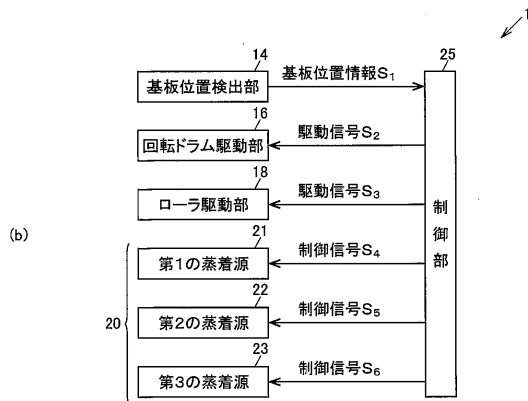 1
14
25
基板位置検出部
基板位置情報S₁
16
回転ドラム駆動部
駆動信号S₂
18
ローラ駆動部
駆動信号S₃
制御部
(b)
21
第1の蒸着源
制御信号S₄
20
22
第2の蒸着源
制御信号S₅
23
第3の蒸着源
制御信号S₆